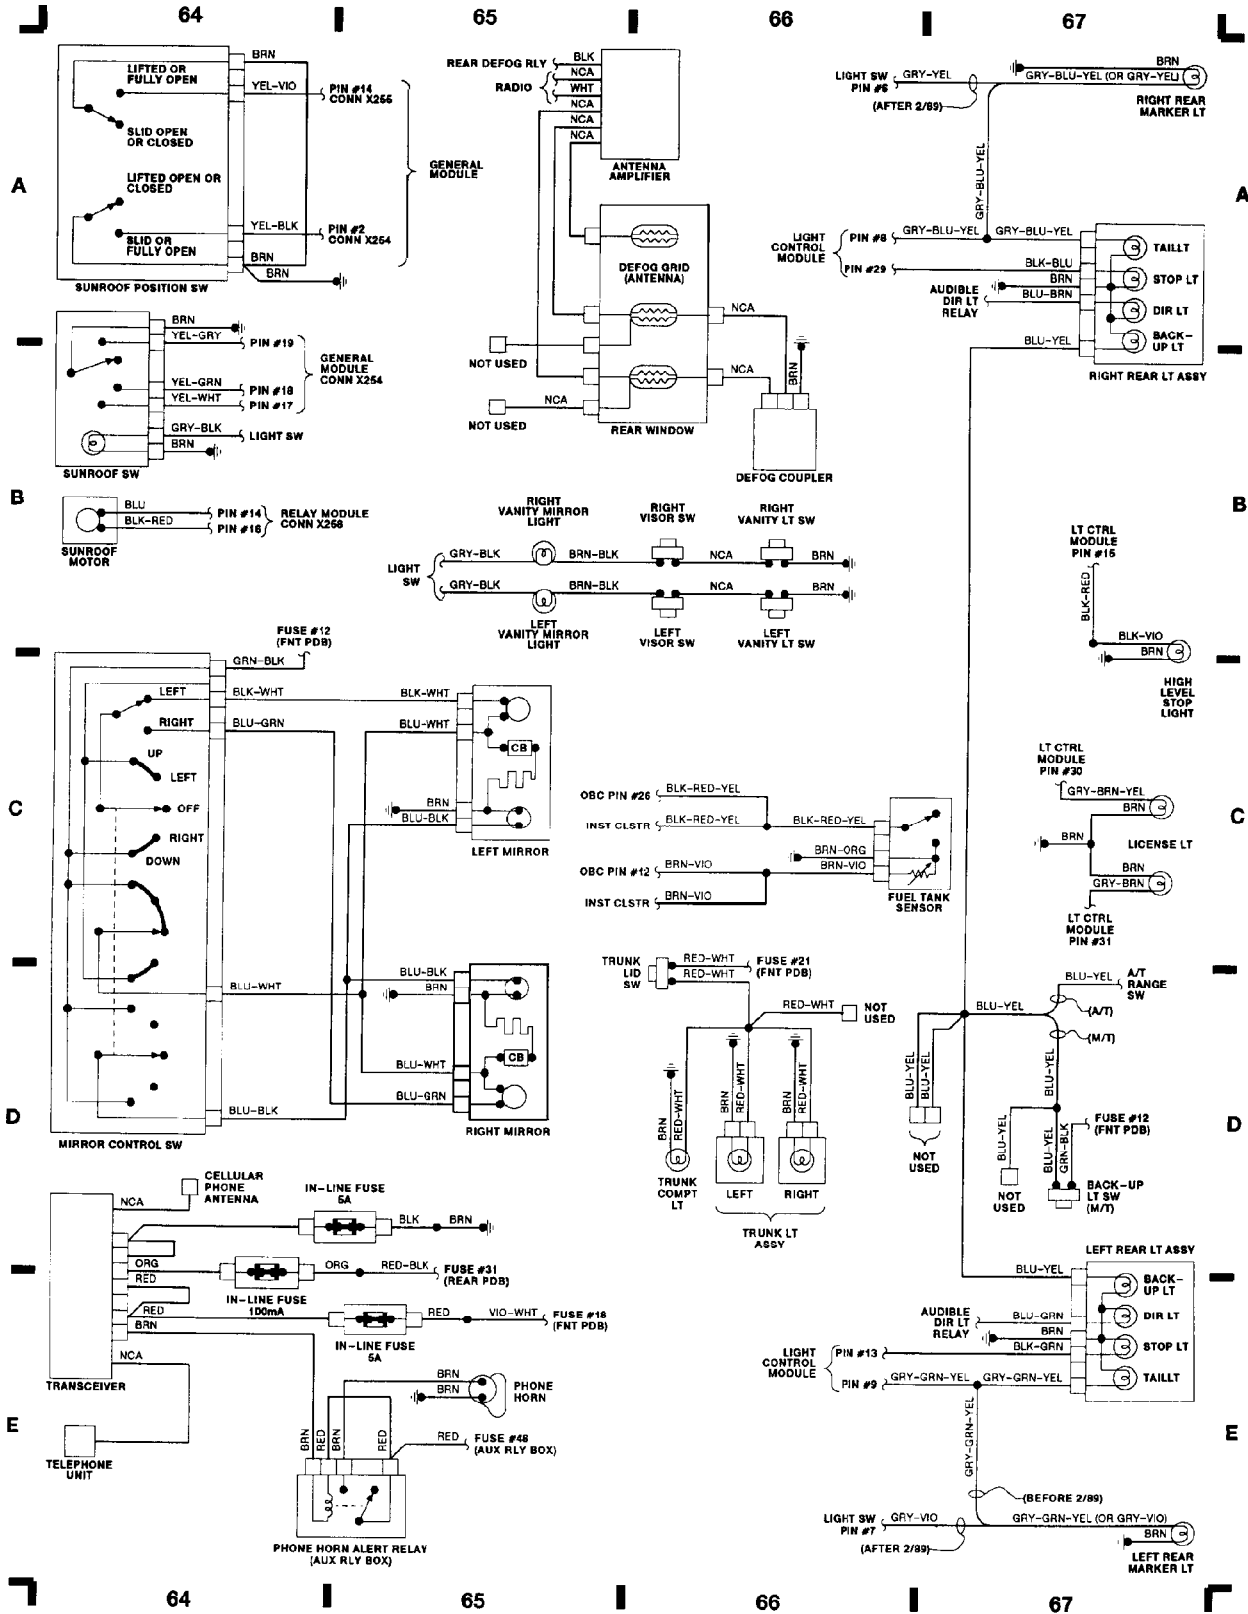 64
65
66
67
A
BRN
LIFTED OR
FULLY OPEN
YEL-VIO
PIN #14
CONN X255
SLID OPEN
OR CLOSED
GENERAL
MODULE
LIFTED OPEN OR
CLOSED
YEL-BLK
PIN #2
CONN X254
SLID OR
FULLY OPEN
BRN
BRN
SUNROOF POSITION SW
BRN
YEL-GRY
PIN #19
GENERAL
MODULE
CONN X254
YEL-GRN
PIN #18
YEL-WHT
PIN #17
GRY-BLK
LIGHT SW
BRN
SUNROOF SW
B
BLU
PIN #14
BLK-RED
PIN #16
RELAY MODULE
CONN X258
SUNROOF
MOTOR
REAR DEFOG RLY
BLK
NCA
RADIO
WHT
NCA
NCA
NCA
ANTENNA
AMPLIFIER
DEFOG GRID
(ANTENNA)
NCA
NOT USED
NCA
BRN
NCA
NOT USED
REAR WINDOW
DEFOG COUPLER
RIGHT
VANITY MIRROR
LIGHT
RIGHT
VISOR SW
RIGHT
VANITY LT SW
GRY-BLK
BRN-BLK
NCA
BRN
LIGHT
SW
GRY-BLK
BRN-BLK
NCA
BRN
LEFT
VANITY MIRROR
LIGHT
LEFT
VISOR SW
LEFT
VANITY LT SW
LIGHT SW
PIN #6
GRY-YEL
BRN
GRY-BLU-YEL (OR GRY-YEL)
(AFTER 2/89)
RIGHT REAR
MARKER LT
GRY-BLU-YEL
A
LIGHT
CONTROL
MODULE
PIN #8
GRY-BLU-YEL
GRY-BLU-YEL
TAILLT
PIN #29
BLK-BLU
STOP LT
BRN
AUDIBLE
DIR LT
RELAY
BLU-BRN
DIR LT
BLU-YEL
BACK-
UP LT
RIGHT REAR LT ASSY
B
LT CTRL
MODULE
PIN #15
BLK-RED
BLK-VIO
BRN
HIGH
LEVEL
STOP
LIGHT
FUSE #12
(FNT PDB)
GRN-BLK
LEFT
BLK-WHT
BLK-WHT
RIGHT
BLU-GRN
BLU-WHT
UP
LEFT
CB
OFF
BRN
RIGHT
BLU-BLK
DOWN
LEFT MIRROR
C
BLU-BLK
BLU-WHT
BRN
CB
BLU-WHT
BLU-GRN
BLU-BLK
RIGHT MIRROR
MIRROR CONTROL SW
D
OBC PIN #26
BLK-RED-YEL
INST CLSTR
BLK-RED-YEL
BLK-RED-YEL
BRN-ORG
OBC PIN #12
BRN-VIO
BRN-VIO
INST CLSTR
BRN-VIO
FUEL TANK
SENSOR
LT CTRL
MODULE
PIN #30
GRY-BRN-YEL
BRN
C
BRN
LICENSE LT
BRN
GRY-BRN
LT CTRL
MODULE
PIN #31
TRUNK
LID
SW
RED-WHT
RED-WHT
FUSE #21
(FNT PDB)
RED-WHT
NOT
USED
BRN
RED-WHT
BRN
RED-WHT
BRN
RED-WHT
TRUNK
COMPT
LT
LEFT
RIGHT
TRUNK LT
ASSY
BLU-YEL
A/T
RANGE
SW
BLU-YEL
(A/T)
(M/T)
BLU-YEL
BLU-YEL
BLU-YEL
NOT
USED
BLU-YEL
BLU-YEL
GRN-BLK
FUSE #12
(FNT PDB)
NOT
USED
BACK-UP
LT SW
(M/T)
D
CELLULAR
PHONE
ANTENNA
NCA
IN-LINE FUSE
5A
BLK
BRN
ORG
ORG
RED-BLK
FUSE #31
(REAR PDB)
RED
IN-LINE FUSE
100mA
RED
RED
VIO-WHT
FUSE #18
(FNT PDB)
BRN
IN-LINE FUSE
5A
NCA
TRANSCEIVER
BRN
BRN
PHONE
HORN
E
TELEPHONE
UNIT
BRN
RED
BRN
RED
RED
FUSE #48
(AUX RLY BOX)
PHONE HORN ALERT RELAY
(AUX RLY BOX)
LEFT REAR LT ASSY
BLU-YEL
BACK-
UP LT
AUDIBLE
DIR LT
RELAY
BLU-GRN
DIR LT
BRN
LIGHT
CONTROL
MODULE
PIN #13
BLK-GRN
STOP LT
PIN #9
GRY-GRN-YEL
GRY-GRN-YEL
TAILLT
GRY-GRN-YEL
E
(BEFORE 2/89)
LIGHT SW
PIN #7
GRY-VIO
GRY-GRN-YEL (OR GRY-VIO)
(AFTER 2/89)
BRN
LEFT REAR
MARKER LT
64
65
66
67